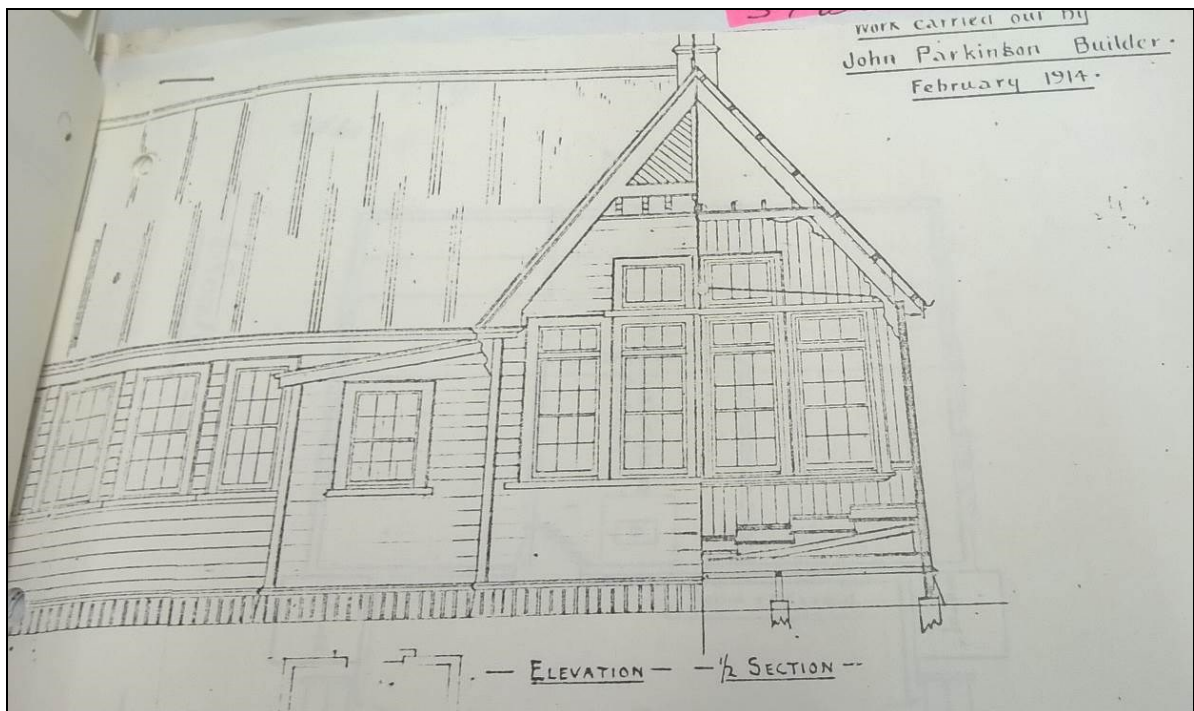 work carried out by
John Parkinson Builder.
February 1914.
— ELEVATION — — ½ SECTION --